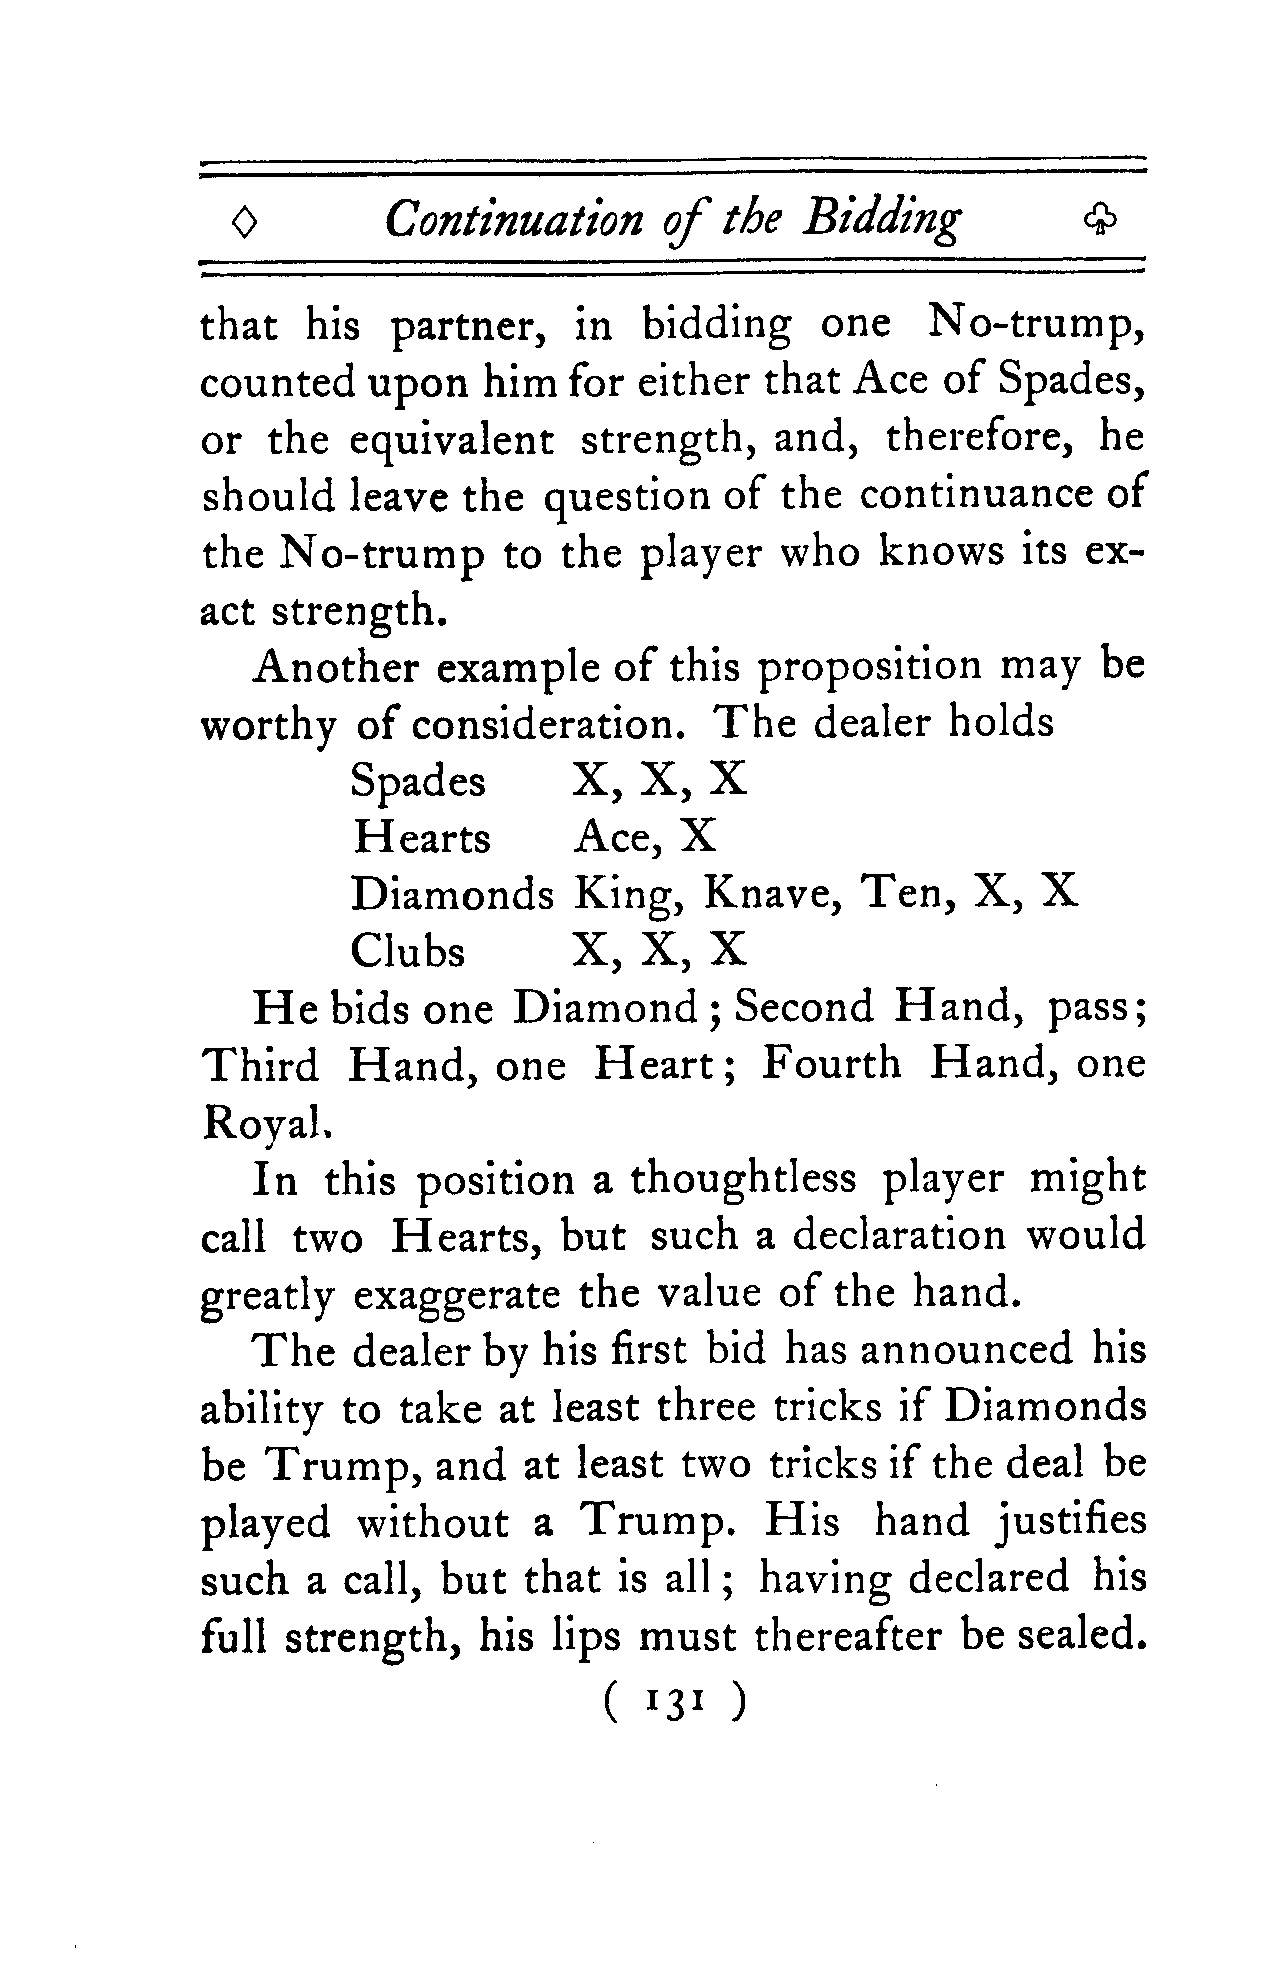 ◇ Continuation of the Bidding ♧
that his partner, in bidding one No-trump,
counted upon him for either that Ace of Spades,
or the equivalent strength, and, therefore, he
should leave the question of the continuance of
the No-trump to the player who knows its ex-
act strength.
Another example of this proposition may be
worthy of consideration. The dealer holds
Spades X, X, X
Hearts Ace, X
Diamonds King, Knave, Ten, X, X
Clubs X, X, X
He bids one Diamond; Second Hand, pass;
Third Hand, one Heart; Fourth Hand, one
Royal.
In this position a thoughtless player might
call two Hearts, but such a declaration would
greatly exaggerate the value of the hand.
The dealer by his first bid has announced his
ability to take at least three tricks if Diamonds
be Trump, and at least two tricks if the deal be
played without a Trump. His hand justifies
such a call, but that is all; having declared his
full strength, his lips must thereafter be sealed.
( 131 )